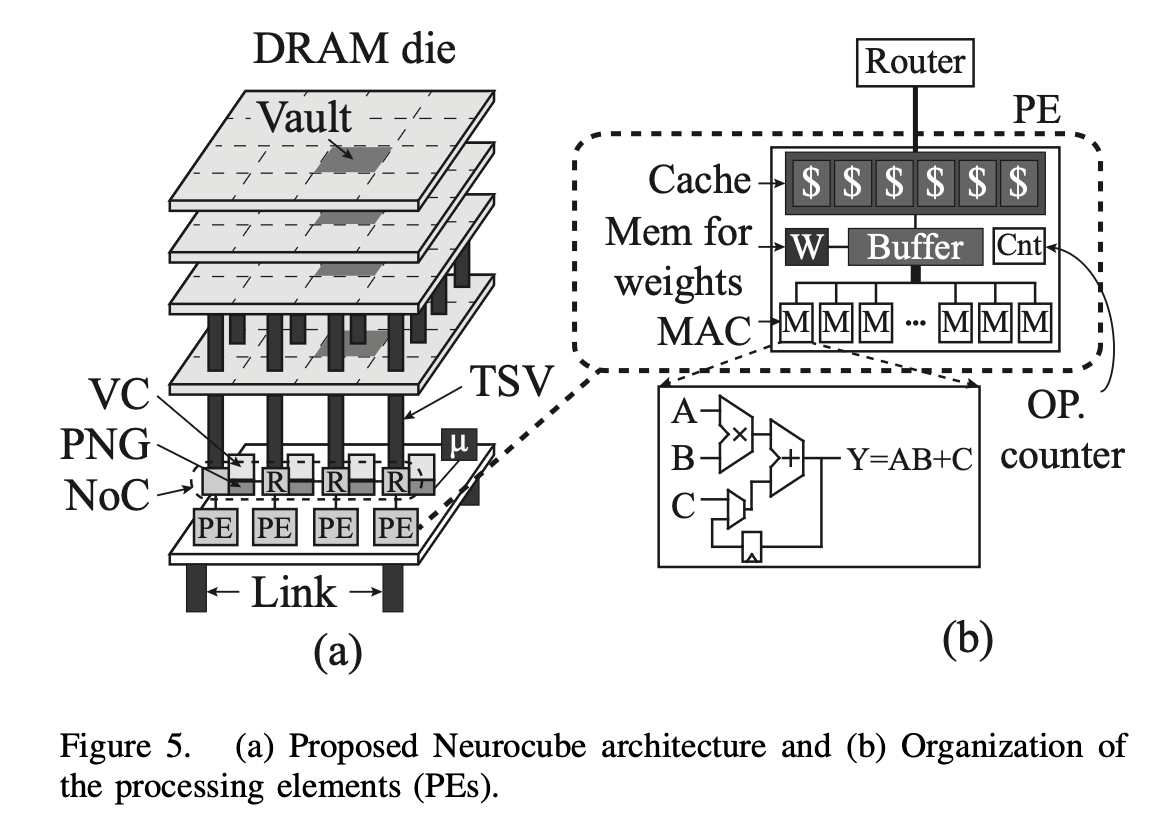 DRAM die
Vault
VC
PNG
NoC
TSV
μ
R R R
PE PE PE PE
Link
(a)
Router
PE
Cache
$ $ $ $ $ $
Mem for
weights
W
Buffer
Cnt
MAC
M M M ... M M M
OP.
counter
A
B
C
×
+
Y=AB+C
(b)
Figure 5. (a) Proposed Neurocube architecture and (b) Organization of
the processing elements (PEs).